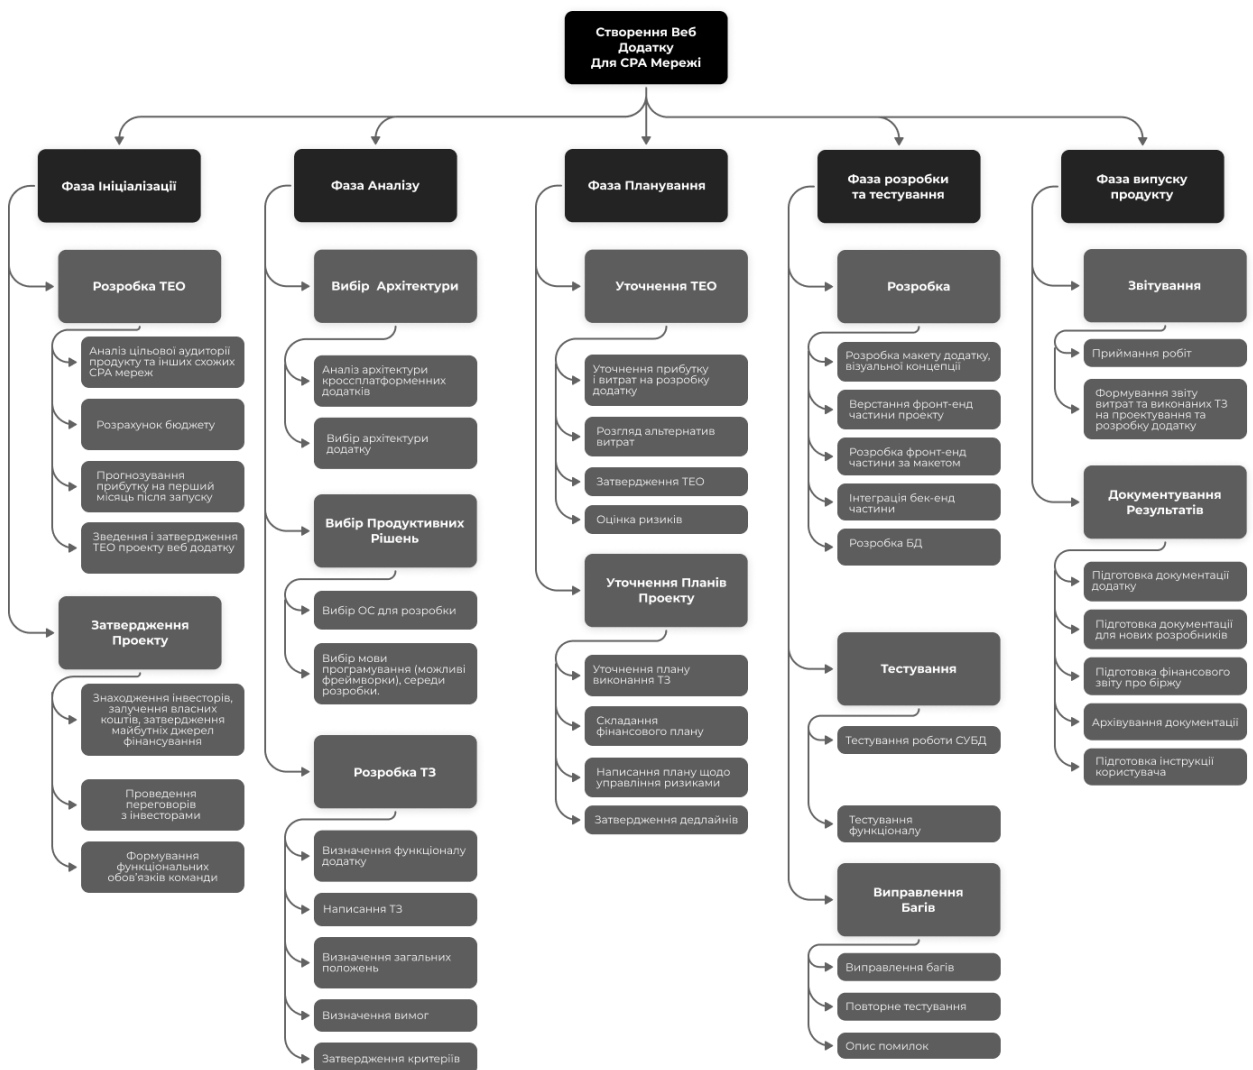 Створення Веб
Додатку
Для CPA Мережі
Фаза Ініціалізації
Розробка ТЕО
Аналіз цільової аудиторії
продукту та інших схожих
CPA мереж
Розрахунок бюджету
Прогнозування
прибутку на перший
місяць після запуску
Зведення і затвердження
ТЕО проекту веб додатку
Затвердження
Проекту
Знаходження інвесторів,
залучення власних
коштів, затвердження
майбутніх джерел
фінансування
Проведення
переговорів
з інвесторами
Формування
функціональних
обов'язків команди
Фаза Аналізу
Вибір Архітектури
Аналіз архітектури
кроссплатформенних
додатків
Вибір архітектури
додатку
Вибір Продуктивних
Рішень
Вибір ОС для розробки
Вибір мови
програмування (можливі
фреймворки), середи
розробки.
Розробка ТЗ
Визначення функціоналу
додатку
Написання ТЗ
Визначення загальних
положень
Визначення вимог
Затвердження критеріїв
Фаза Планування
Уточнення ТЕО
Уточнення прибутку
і витрат на розробку
додатку
Розгляд альтернатив
витрат
Затвердження ТЕО
Оцінка ризиків
Уточнення Планів
Проекту
Уточнення плану
виконання ТЗ
Складання
фінансового плану
Написання плану щодо
управління ризиками
Затвердження дедлайнів
Фаза розробки
та тестування
Розробка
Розробка макету додатку,
візуальної концепції
Верстання фронт-енд
частини проекту
Розробка фронт-енд
частини за макетом
Інтеграція бек-енд
частини
Розробка БД
Тестування
Тестування роботи СУБД
Тестування
функціоналу
Виправлення
Багів
Виправлення багів
Повторне тестування
Опис помилок
Фаза випуску
продукту
Звітування
Приймання робіт
Формування звіту
витрат та виконаних ТЗ
на проектування та
розробку додатку
Документування
Результатів
Підготовка документації
додатку
Підготовка документації
для нових розробників
Підготовка фінансового
звіту про біржу
Архівування документації
Підготовка інструкції
користувача